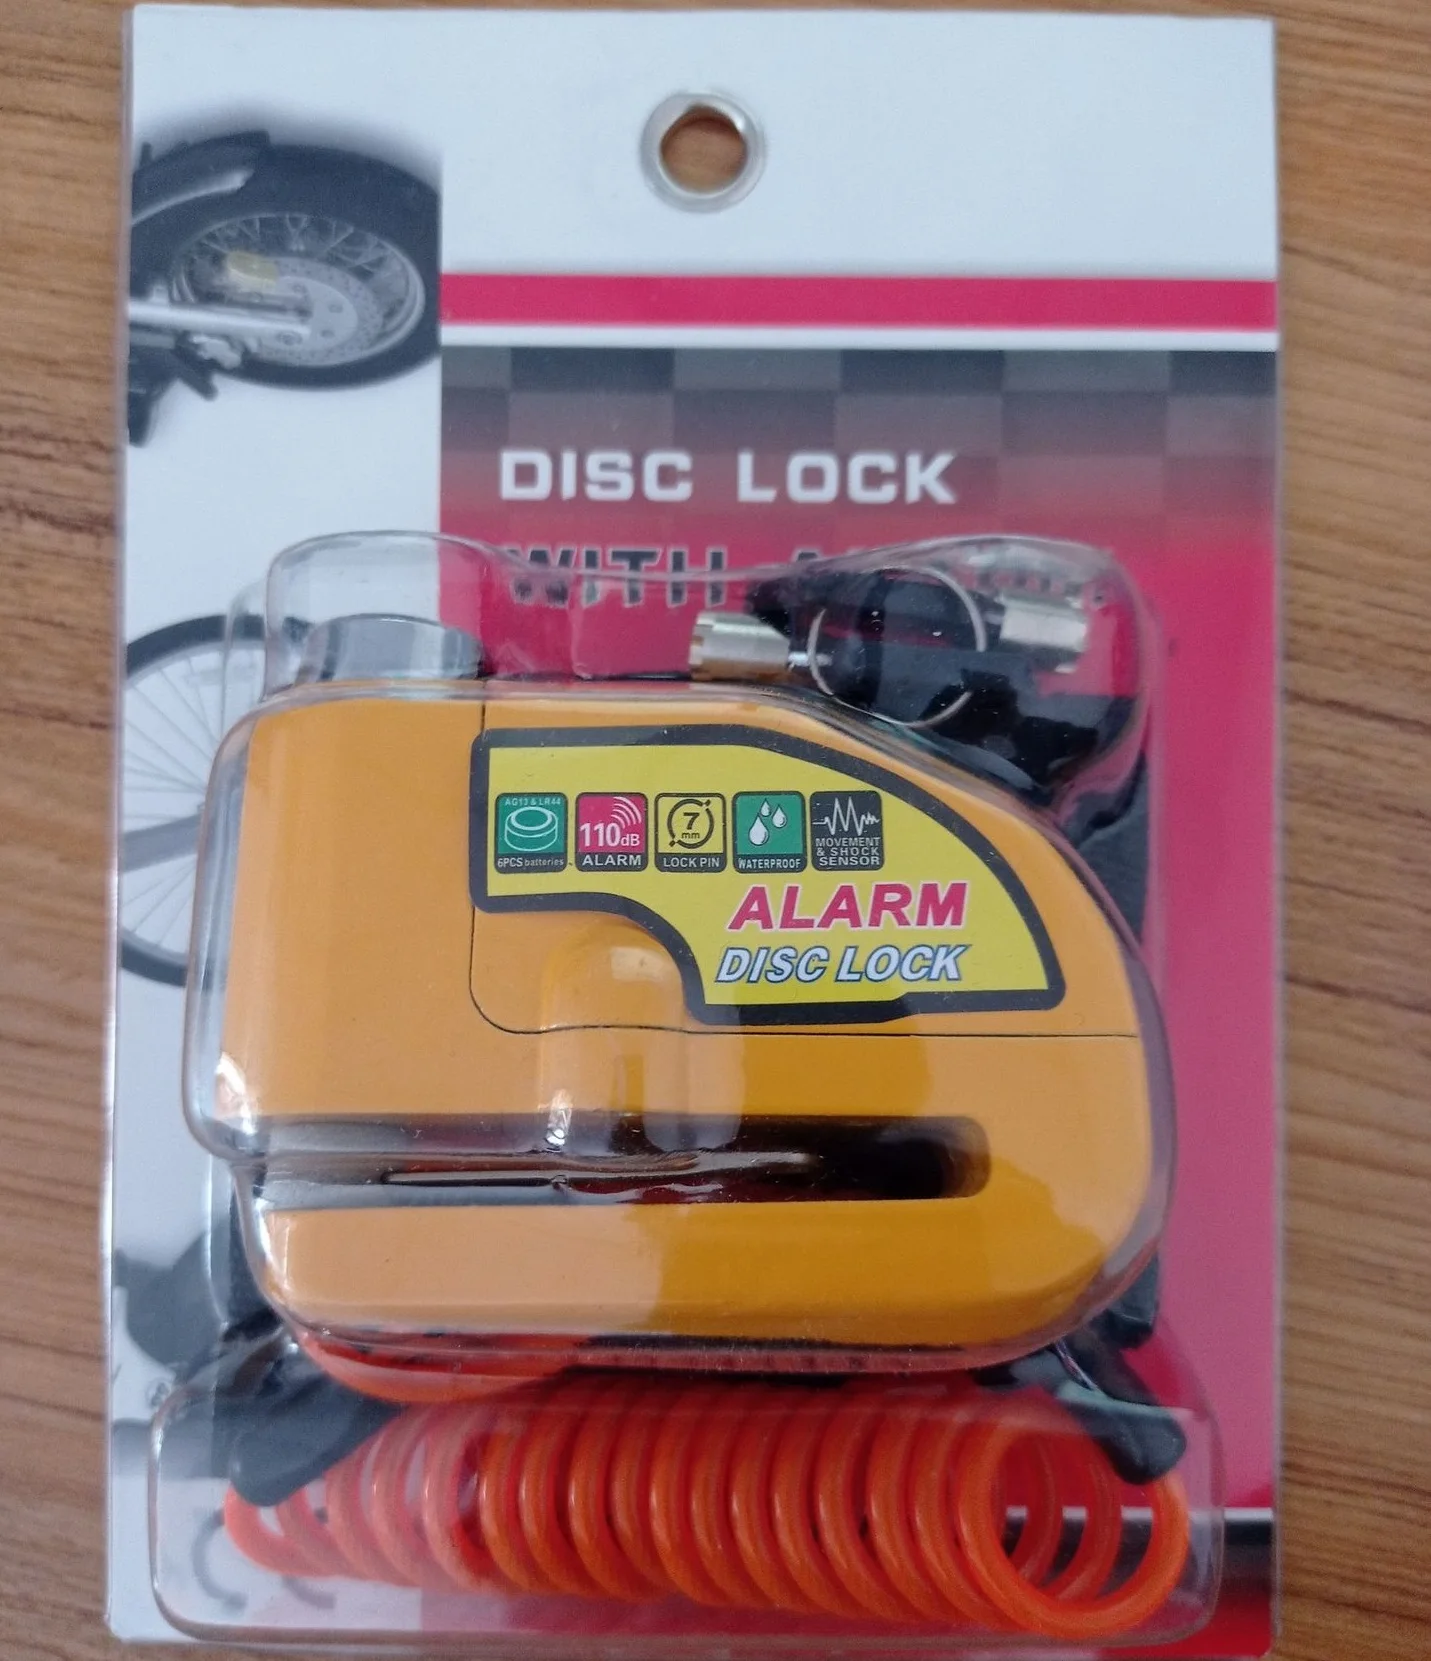 DISC LOCK
WITH
AG13 & LR44
6PCS batteries
110dB
ALARM
7
mm
LOCK PIN
WATERPROOF
MOVEMENT
& SHOCK
SENSOR
ALARM
DISC LOCK